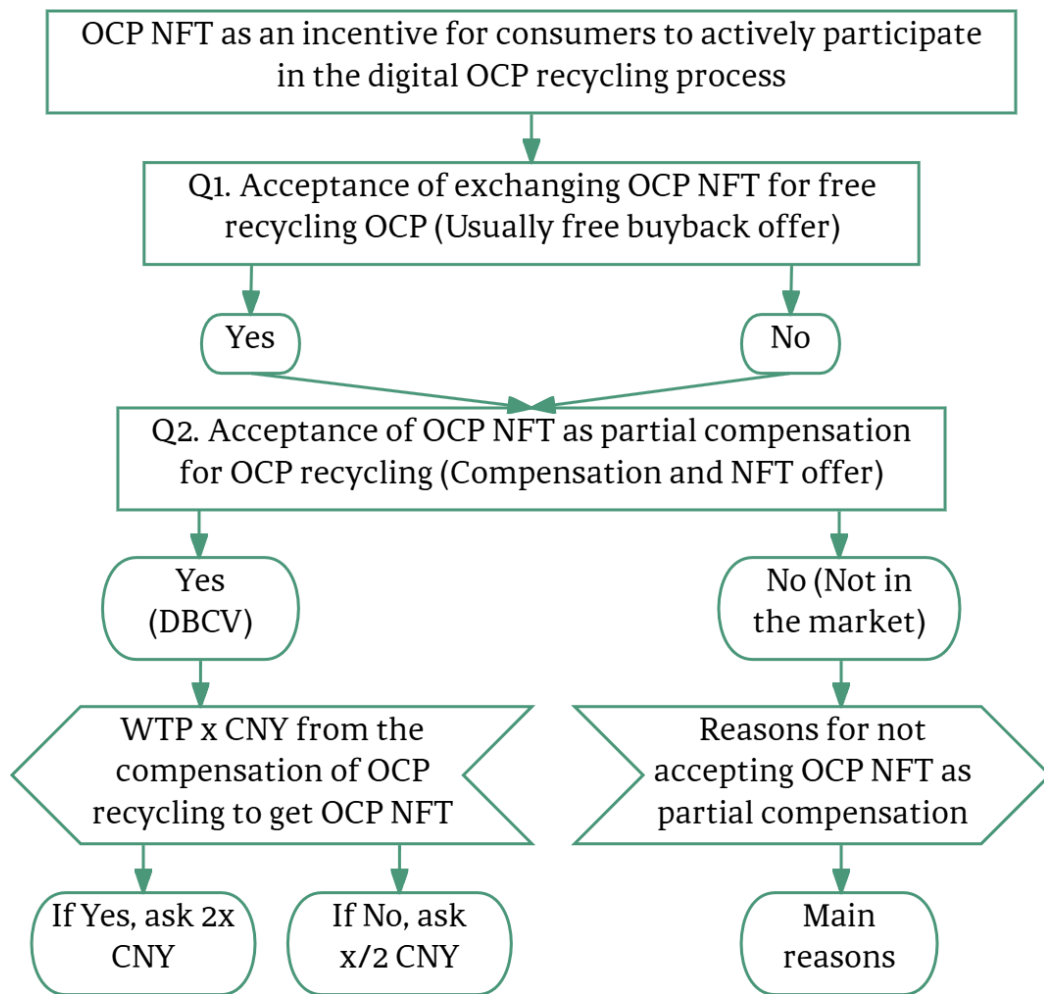 OCP NFT as an incentive for consumers to actively participate
in the digital OCP recycling process
Q1. Acceptance of exchanging OCP NFT for free
recycling OCP (Usually free buyback offer)
Yes
No
Q2. Acceptance of OCP NFT as partial compensation
for OCP recycling (Compensation and NFT offer)
Yes
(DBCV)
No (Not in
the market)
WTP x CNY from the
compensation of OCP
recycling to get OCP NFT
Reasons for not
accepting OCP NFT as
partial compensation
If Yes, ask 2x
CNY
If No, ask
x/2 CNY
Main
reasons